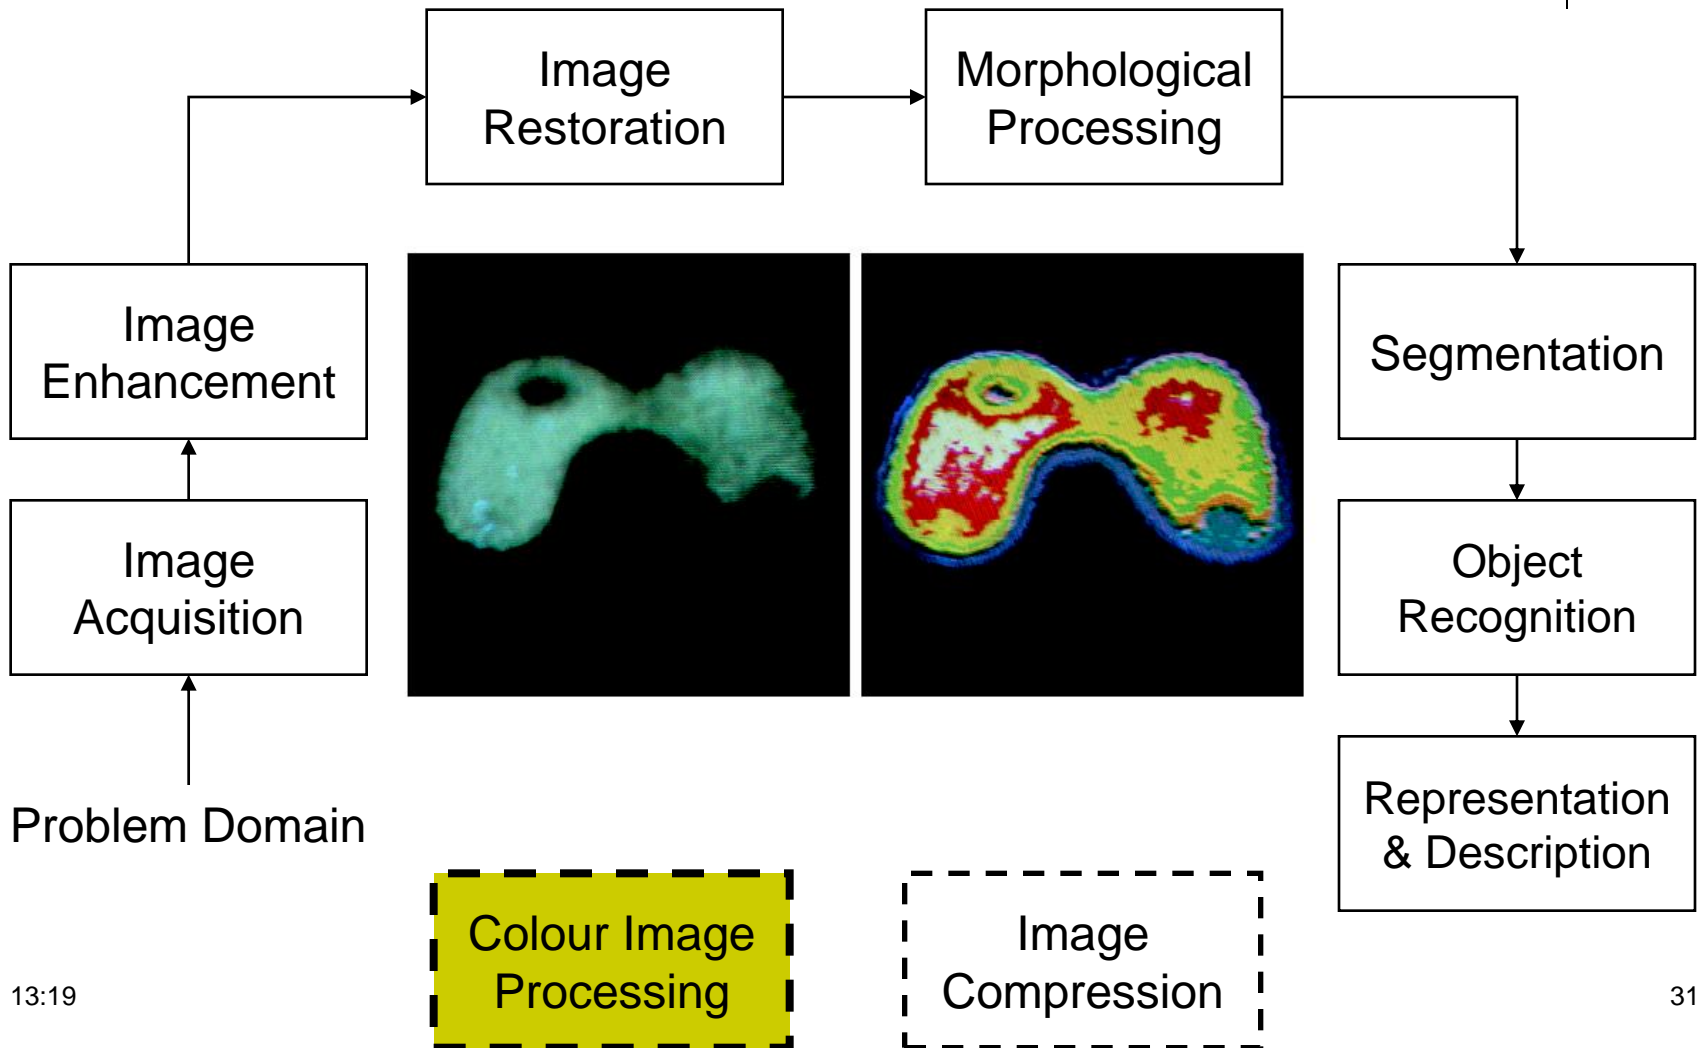 Image
Restoration
Morphological
Processing
Image
Enhancement
Segmentation
Image
Acquisition
Object
Recognition
Problem Domain
Representation
& Description
Colour Image
Processing
Image
Compression
13:19
31